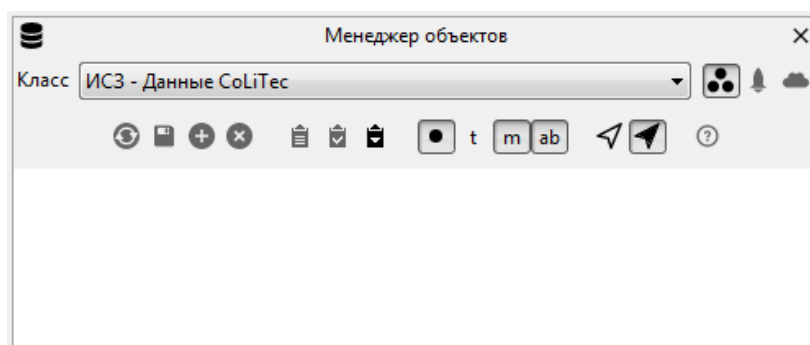 Менеджер объектов
Класс ИСЗ - Данные CoLiTec
t m ab ?